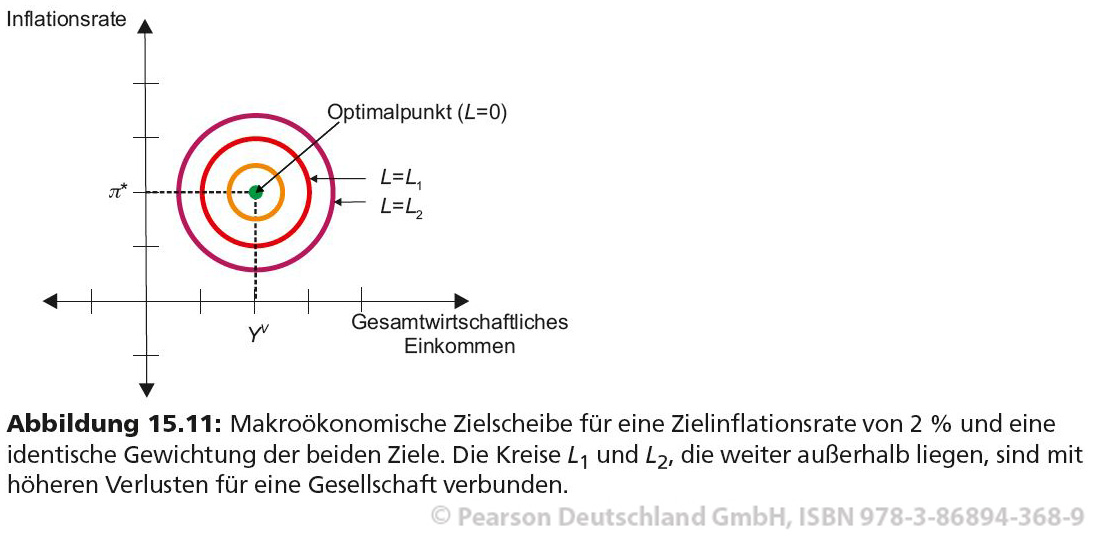 Inflationsrate
Optimalpunkt (L=0)
π*
L=L1
L=L2
YV
Gesamtwirtschaftliches
Einkommen
Abbildung 15.11: Makroökonomische Zielscheibe für eine Zielinflationsrate von 2 % und eine
identische Gewichtung der beiden Ziele. Die Kreise L1 und L2, die weiter außerhalb liegen, sind mit
höheren Verlusten für eine Gesellschaft verbunden.
© Pearson Deutschland GmbH, ISBN 978-3-86894-368-9